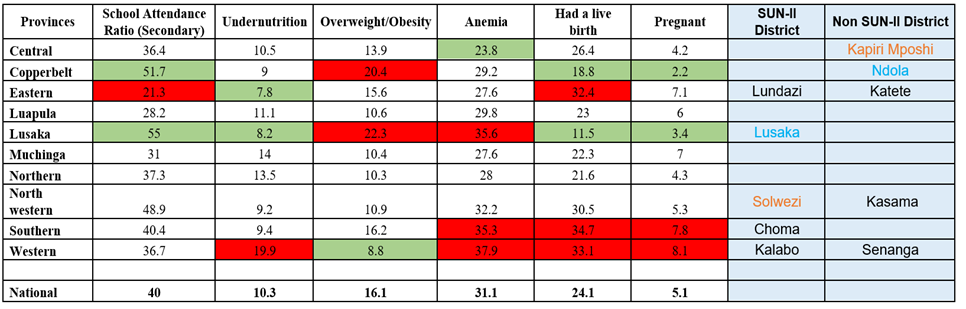 Provinces School Attendance Ratio (Secondary) Undernutrition Overweight/Obesity Anemia Had a live birth Pregnant SUN-II District Non SUN-II District
Central 36.4 10.5 13.9 23.8 26.4 4.2 Kapiri Mposhi
Copperbelt 51.7 9 20.4 29.2 18.8 2.2 Ndola
Eastern 21.3 7.8 15.6 27.6 32.4 7.1 Lundazi Katete
Luapula 28.2 11.1 10.6 29.8 23 6
Lusaka 55 8.2 22.3 35.6 11.5 3.4 Lusaka
Muchinga 31 14 10.4 27.6 22.3 7
Northern 37.3 13.5 10.3 28 21.6 4.3
North western 48.9 9.2 10.9 32.2 30.5 5.3 Solwezi Kasama
Southern 40.4 9.4 16.2 35.3 34.7 7.8 Choma
Western 36.7 19.9 8.8 37.9 33.1 8.1 Kalabo Senanga
National 40 10.3 16.1 31.1 24.1 5.1